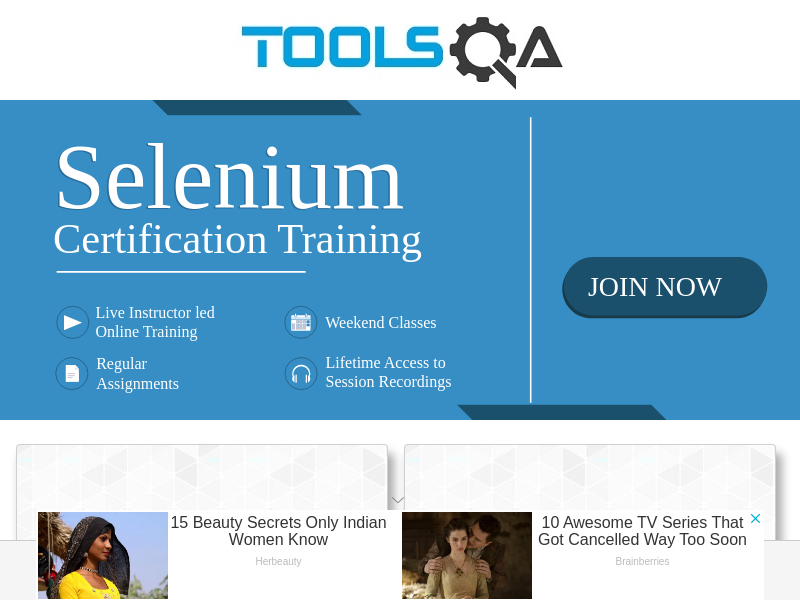 TOOLSQA
Selenium
Certification Training
JOIN NOW
Live Instructor led
Online Training
Weekend Classes
Regular
Assignments
Lifetime Access to
Session Recordings
15 Beauty Secrets Only Indian
Women Know
Herbeauty
10 Awesome TV Series That
Got Cancelled Way Too Soon
Brainberries